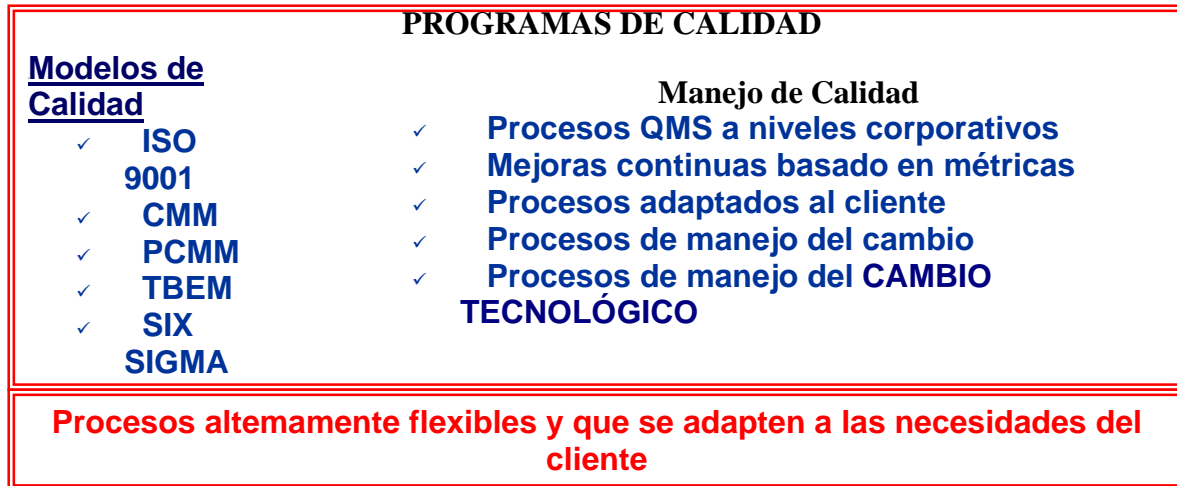 PROGRAMAS DE CALIDAD
Modelos de
Calidad
✓ ISO
9001
✓ CMM
✓ PCMM
✓ TBEM
✓ SIX
SIGMA
Manejo de Calidad
✓ Procesos QMS a niveles corporativos
✓ Mejoras continuas basado en métricas
✓ Procesos adaptados al cliente
✓ Procesos de manejo del cambio
✓ Procesos de manejo del CAMBIO
TECNOLÓGICO
Procesos altemamente flexibles y que se adapten a las necesidades del
cliente